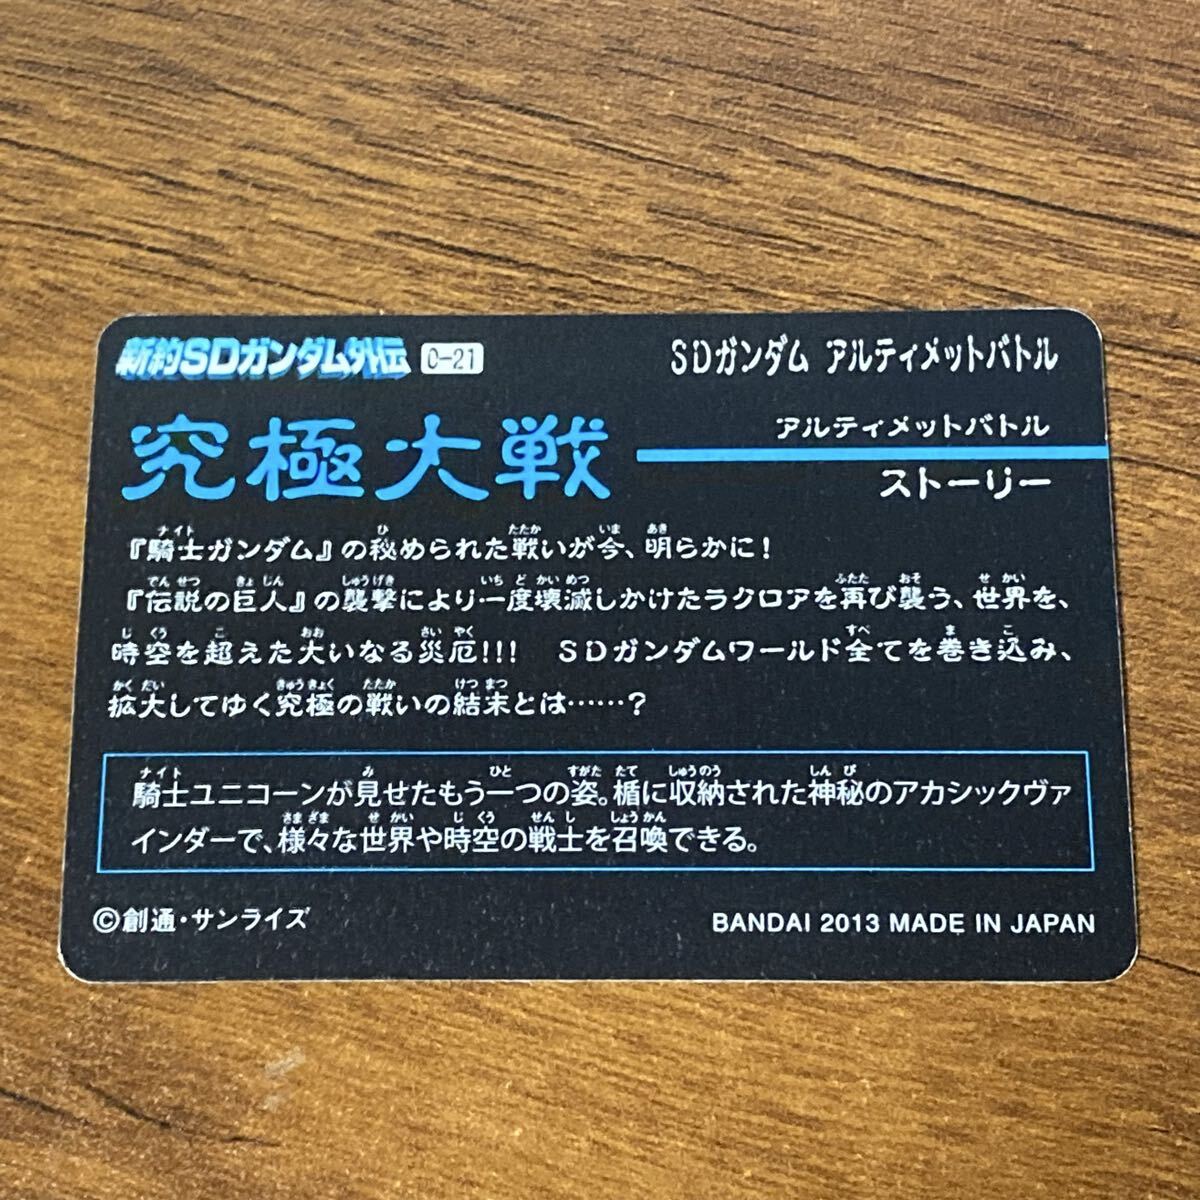 新約SDガンダム外伝 C-21 SDガンダム アルティメットバトル
究極大戦 アルティメットバトル
ストーリー
『騎士ガンダム』の秘められた戦いが今、明らかに！
『伝説の巨人』の襲撃により一度壊滅しかけたラクロアを再び襲う、世界を、
時空を超えた大いなる災厄!!! SDガンダムワールド全てを巻き込み、
拡大してゆく究極の戦いの結末とは……？
騎士ユニコーンが見せたもう一つの姿。楯に収納された神秘のアカシックヴァ
インダーで、様々な世界や時空の戦士を召喚できる。
©創通・サンライズ BANDAI 2013 MADE IN JAPAN